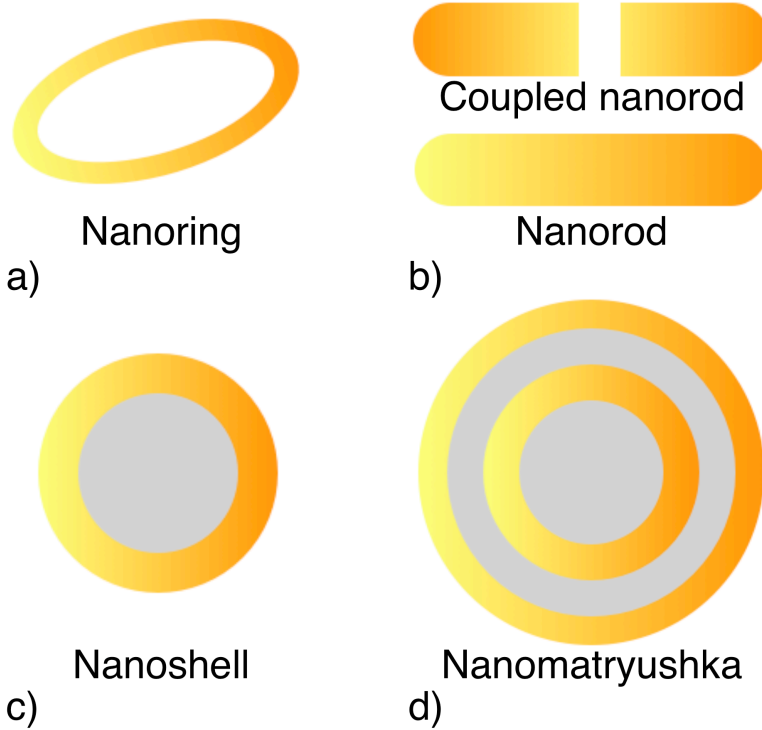 Nanoring
a)
Coupled nanorod
Nanorod
b)
Nanoshell
c)
Nanomatryushka
d)